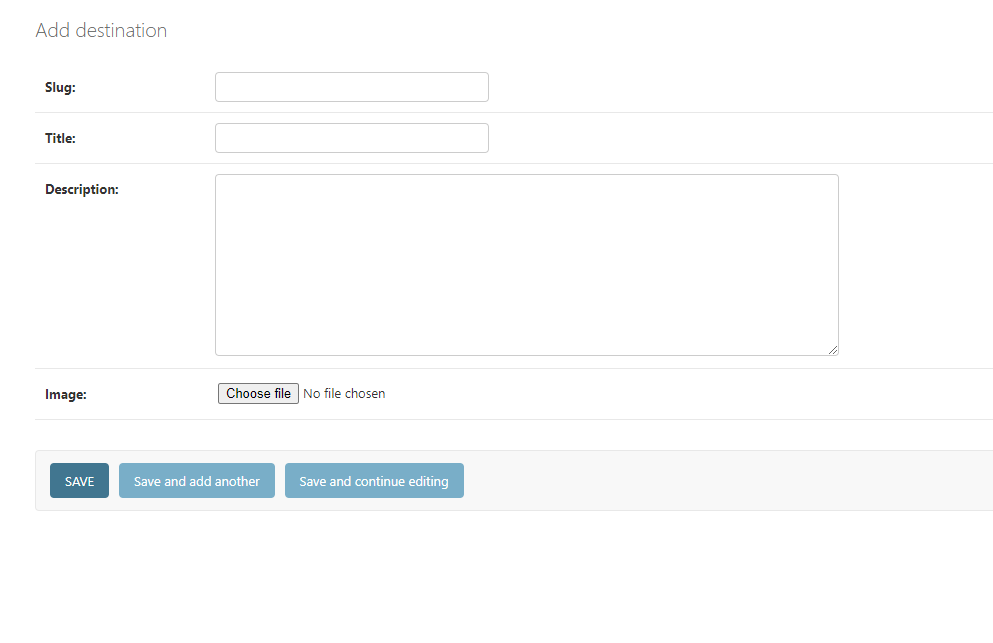 Add destination
Slug:
Title:
Description:
Image:
Choose file No file chosen
SAVE
Save and add another
Save and continue editing